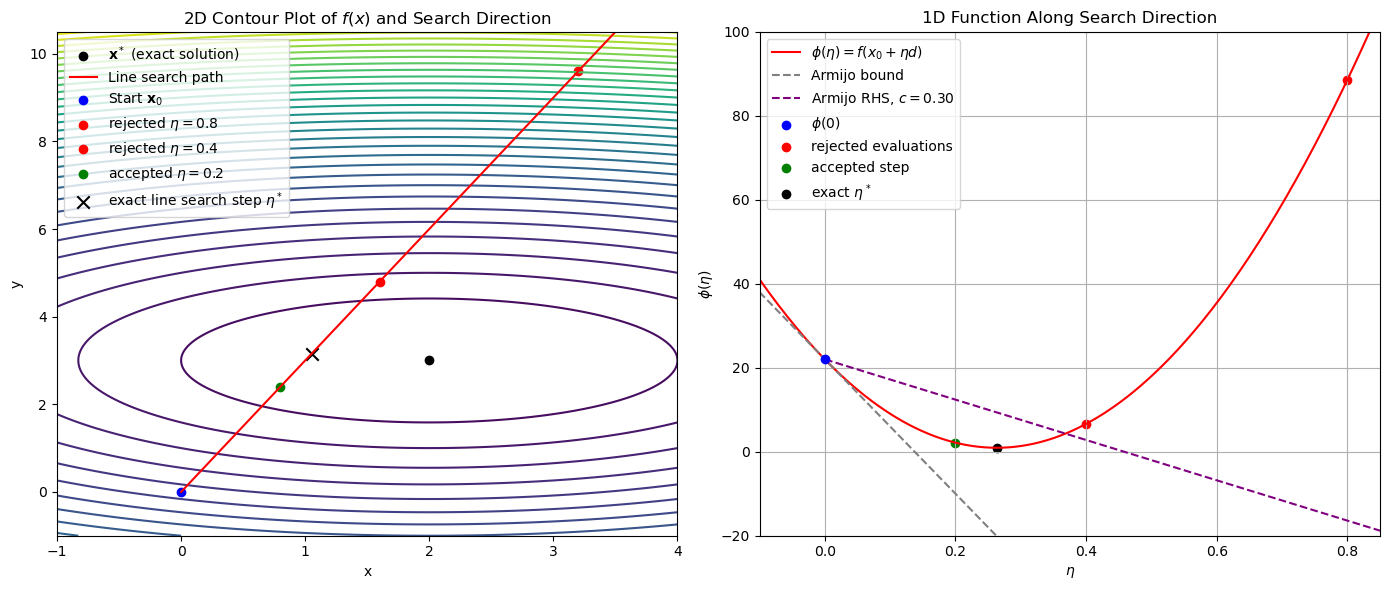 2D Contour Plot of f(x) and Search Direction
x* (exact solution)
Line search path
Start x₀
rejected η = 0.8
rejected η = 0.4
accepted η = 0.2
exact line search step η*
10
8
6
4
2
0
y
−1
0
1
2
3
4
x
1D Function Along Search Direction
ϕ(η) = f(x₀ + ηd)
Armijo bound
Armijo RHS, c = 0.30
ϕ(0)
rejected evaluations
accepted step
exact η*
100
80
60
40
20
0
−20
ϕ(η)
0.0
0.2
0.4
0.6
0.8
η